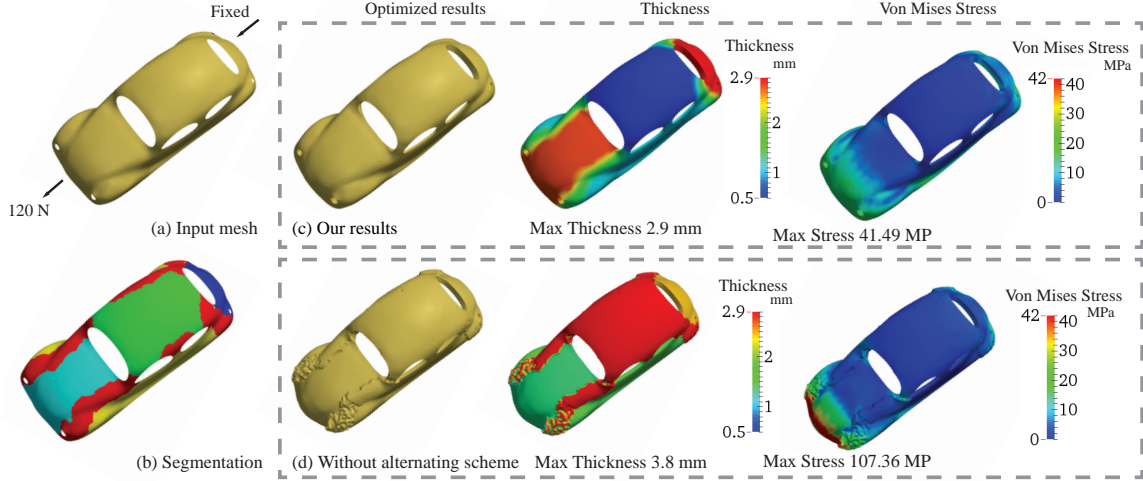 Fixed
120 N
(a) Input mesh
(b) Segmentation
Optimized results
Thickness
Von Mises Stress
Thickness
mm
2.9
2
1
0.5
Von Mises Stress
MPa
42
40
30
20
10
0
(c) Our results
Max Thickness 2.9 mm
Max Stress 41.49 MP
Thickness
mm
2.9
2
1
0.5
Von Mises Stress
MPa
42
40
30
20
10
0
(d) Without alternating scheme
Max Thickness 3.8 mm
Max Stress 107.36 MP